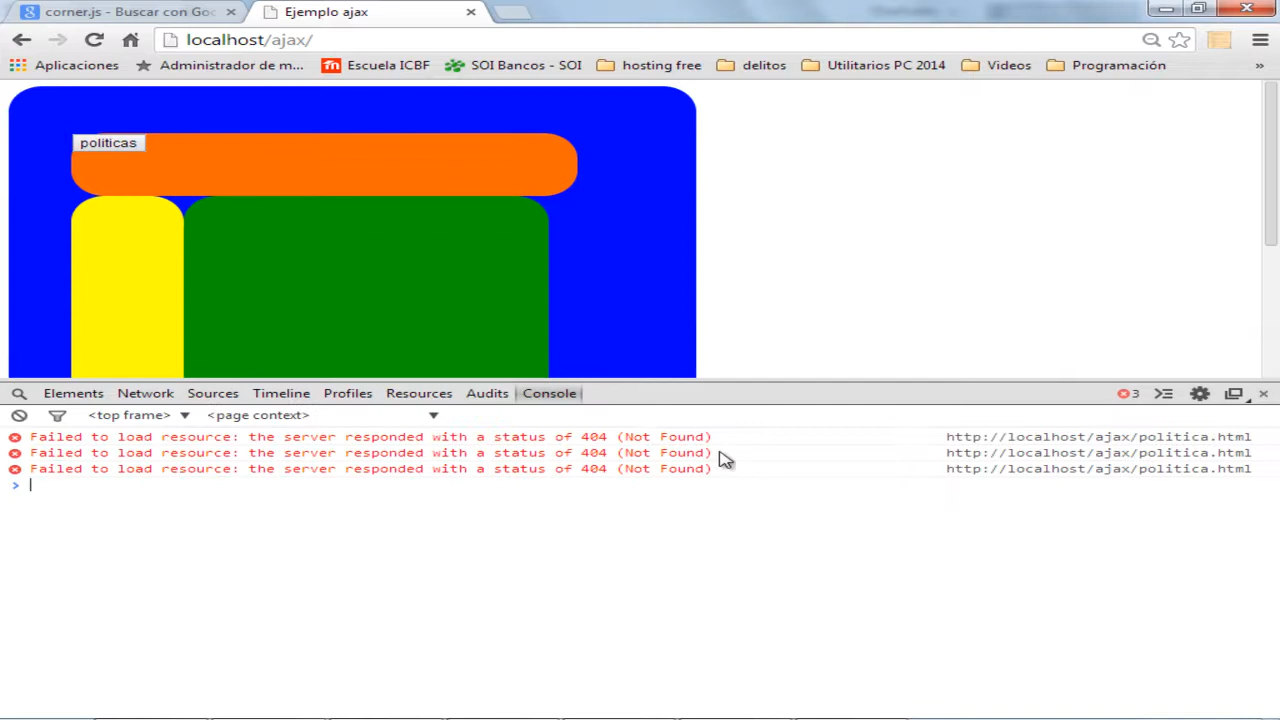 corner.js - Buscar con Goo
Ejemplo ajax
localhost/ajax/
Aplicaciones
Administrador de m...
Escuela ICBF
SOI Bancos - SOI
hosting free
delitos
Utilitarios PC 2014
Videos
Programación
»
politicas
Elements Network Sources Timeline Profiles Resources Audits Console
3
<top frame> <page context>
Failed to load resource: the server responded with a status of 404 (Not Found) http://localhost/ajax/politica.html
Failed to load resource: the server responded with a status of 404 (Not Found) http://localhost/ajax/politica.html
Failed to load resource: the server responded with a status of 404 (Not Found) http://localhost/ajax/politica.html
>